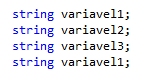 string variavel1;
string variavel2;
string variavel3;
string variavel1;